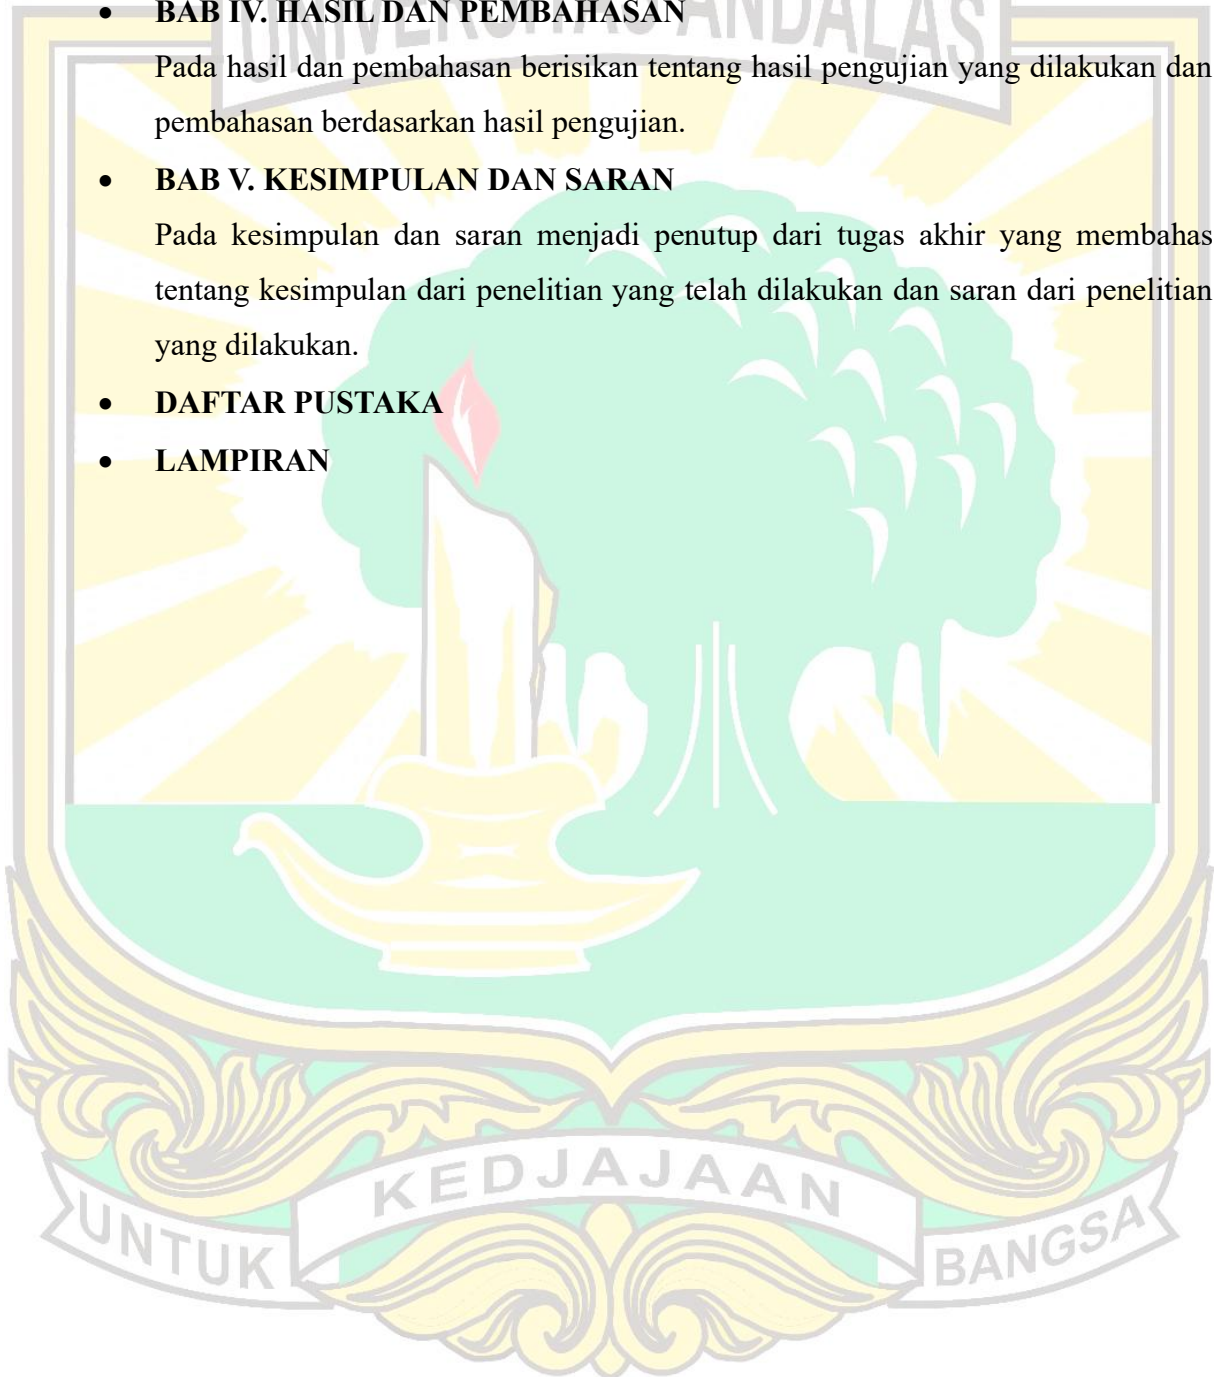 UNIVERSITAS ANDALAS
• BAB IV. HASIL DAN PEMBAHASAN
Pada hasil dan pembahasan berisikan tentang hasil pengujian yang dilakukan dan
pembahasan berdasarkan hasil pengujian.
• BAB V. KESIMPULAN DAN SARAN
Pada kesimpulan dan saran menjadi penutup dari tugas akhir yang membahas
tentang kesimpulan dari penelitian yang telah dilakukan dan saran dari penelitian
yang dilakukan.
• DAFTAR PUSTAKA
• LAMPIRAN
UNTUK KEDJAJAAN BANGSA